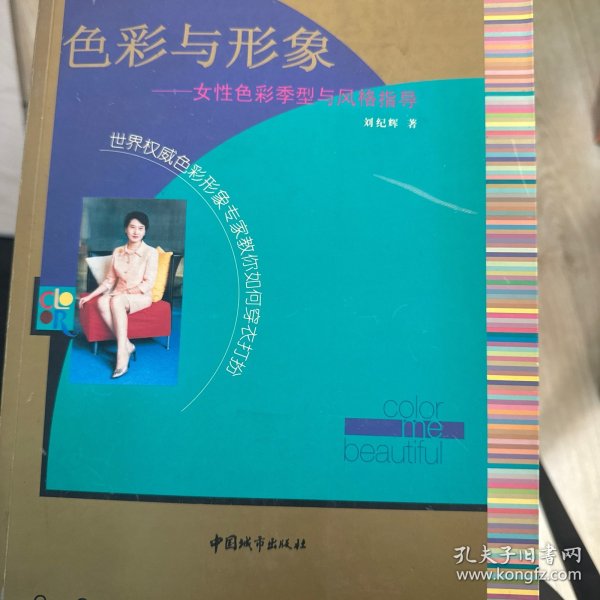 色彩与形象
——女性色彩季型与风格指导
刘纪辉 著
世界权威色彩形象专家教你如何穿衣打扮
CLOOR
color
me
beautiful
中国城市出版社
孔夫子旧书网
www.kongfz.com